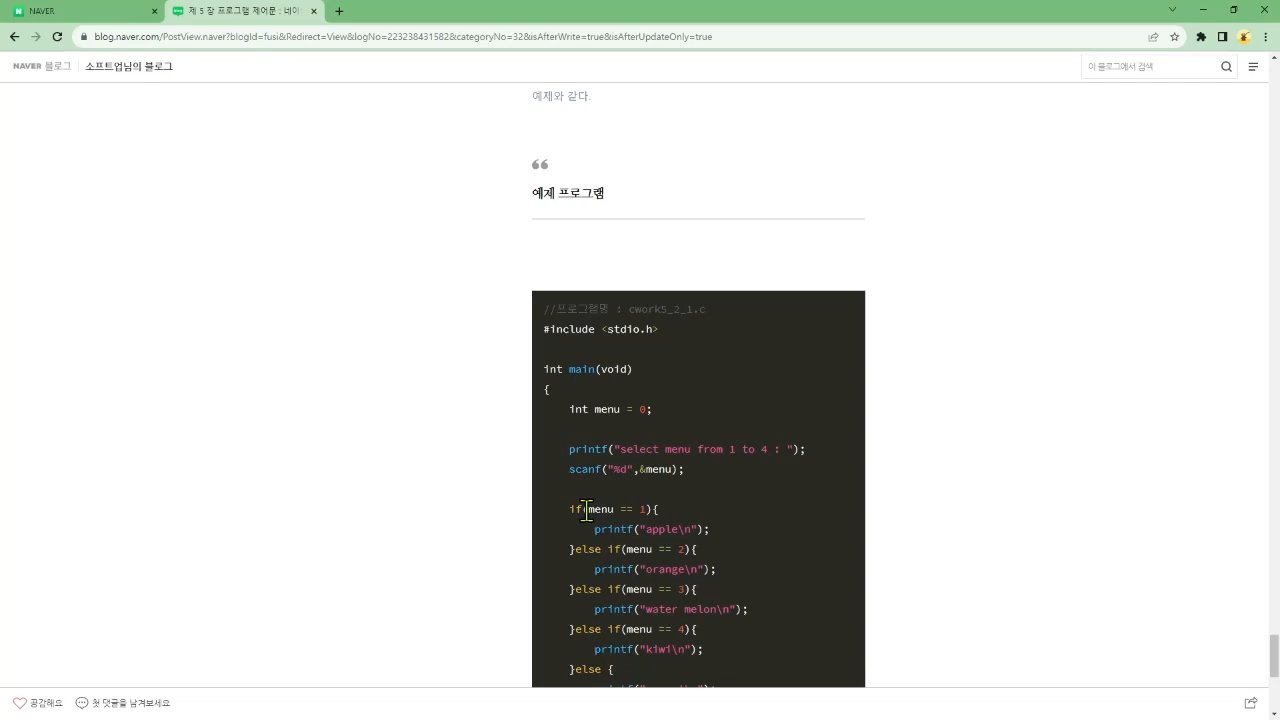 NAVER
제 5 장 프로그램 제어문 : 네이
blog.naver.com/PostView.naver?blogId=fusi&Redirect=View&logNo=223238431582&categoryNo=32&isAfterWrite=true&isAfterUpdateOnly=true
NAVER 블로그 | 소프트업님의 블로그
이 블로그에서 검색
예제와 같다.
예제 프로그램
//프로그램명 : cwork5_2_1.c
#include <stdio.h>
int main(void)
{
int menu = 0;
printf("select menu from 1 to 4 : ");
scanf("%d",&menu);
if(menu == 1){
printf("apple\n");
}else if(menu == 2){
printf("orange\n");
}else if(menu == 3){
printf("water melon\n");
}else if(menu == 4){
printf("kiwi\n");
}else {
공감해요
첫 댓글을 남겨보세요